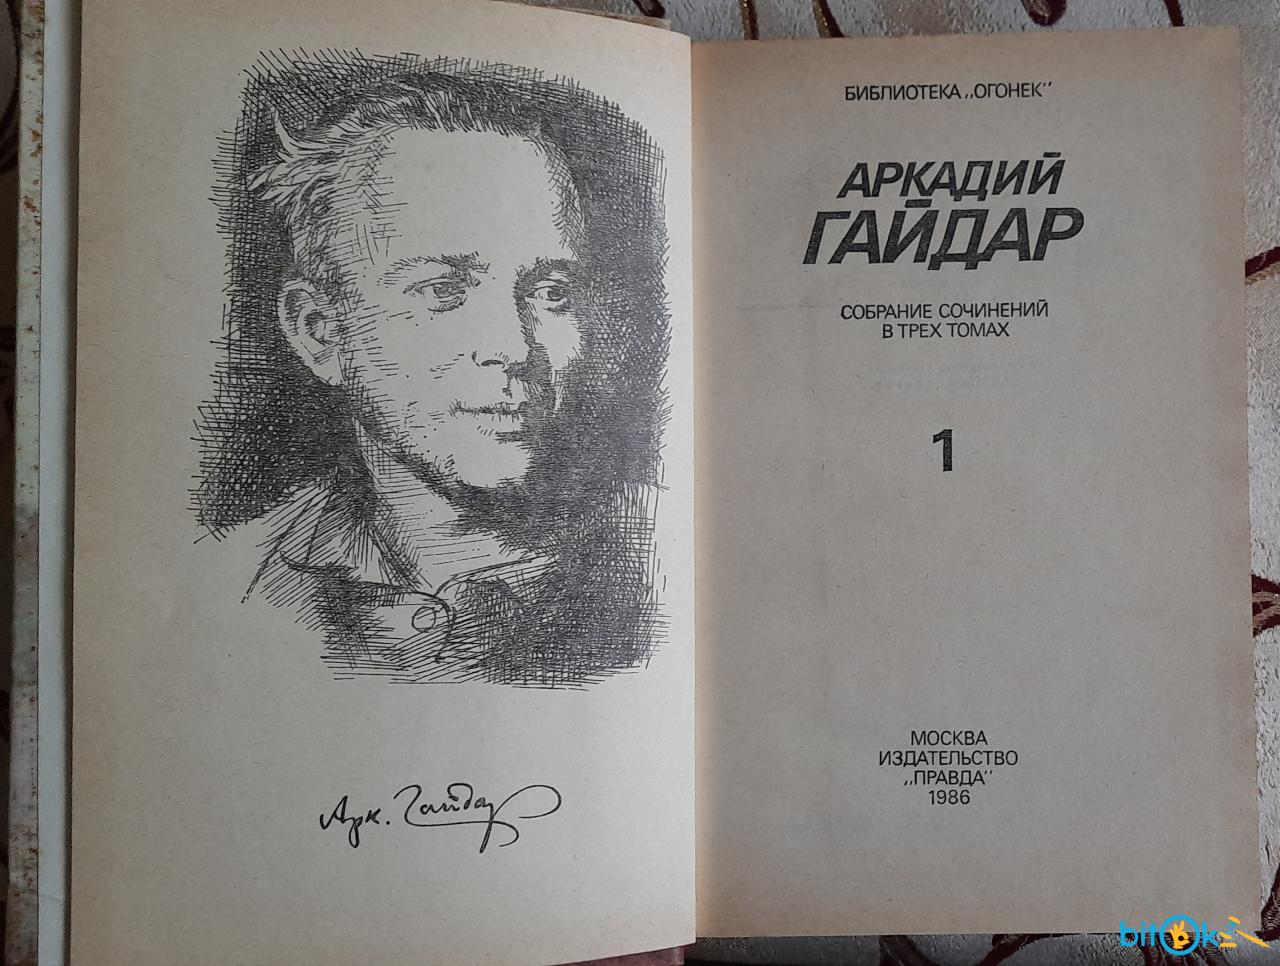 Арк. Гайдар
БИБЛИОТЕКА „ОГОНЕК"
АРКАДИЙ
ГАЙДАР
СОБРАНИЕ СОЧИНЕНИЙ
В ТРЕХ ТОМАХ
1
МОСКВА
ИЗДАТЕЛЬСТВО
„ПРАВДА"
1986
bitOk